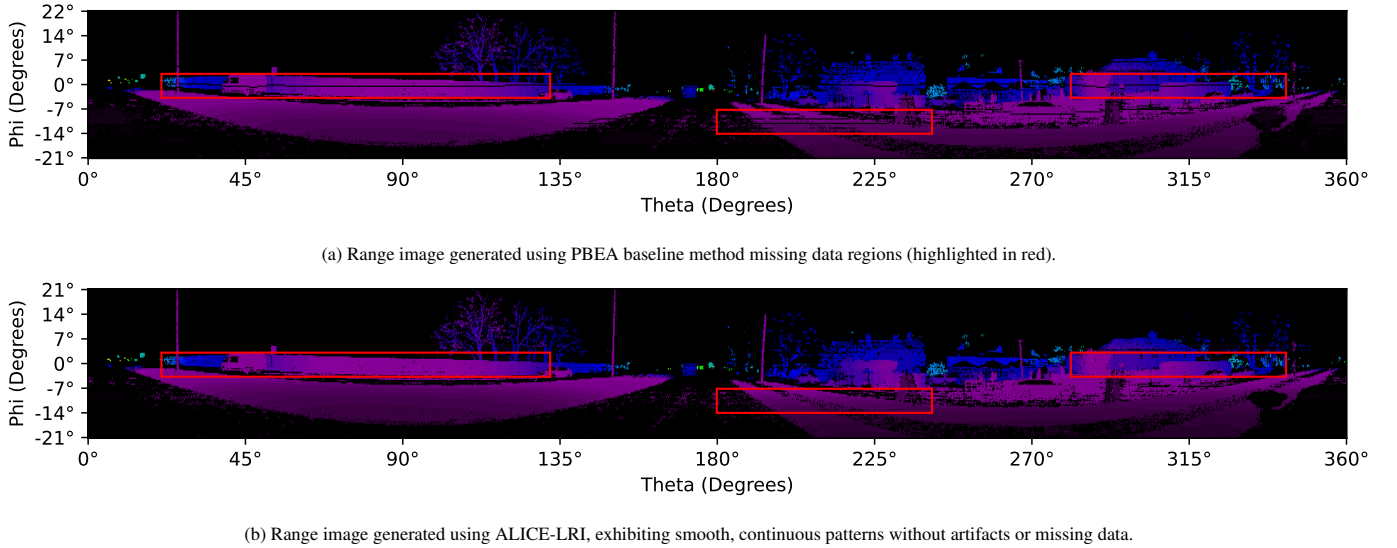 22°
14°
7°
0°
-7°
-14°
-21°
Phi (Degrees)
0° 45° 90° 135° 180° 225° 270° 315° 360°
Theta (Degrees)
(a) Range image generated using PBEA baseline method missing data regions (highlighted in red).
21°
14°
7°
0°
-7°
-14°
-21°
Phi (Degrees)
0° 45° 90° 135° 180° 225° 270° 315° 360°
Theta (Degrees)
(b) Range image generated using ALICE-LRI, exhibiting smooth, continuous patterns without artifacts or missing data.